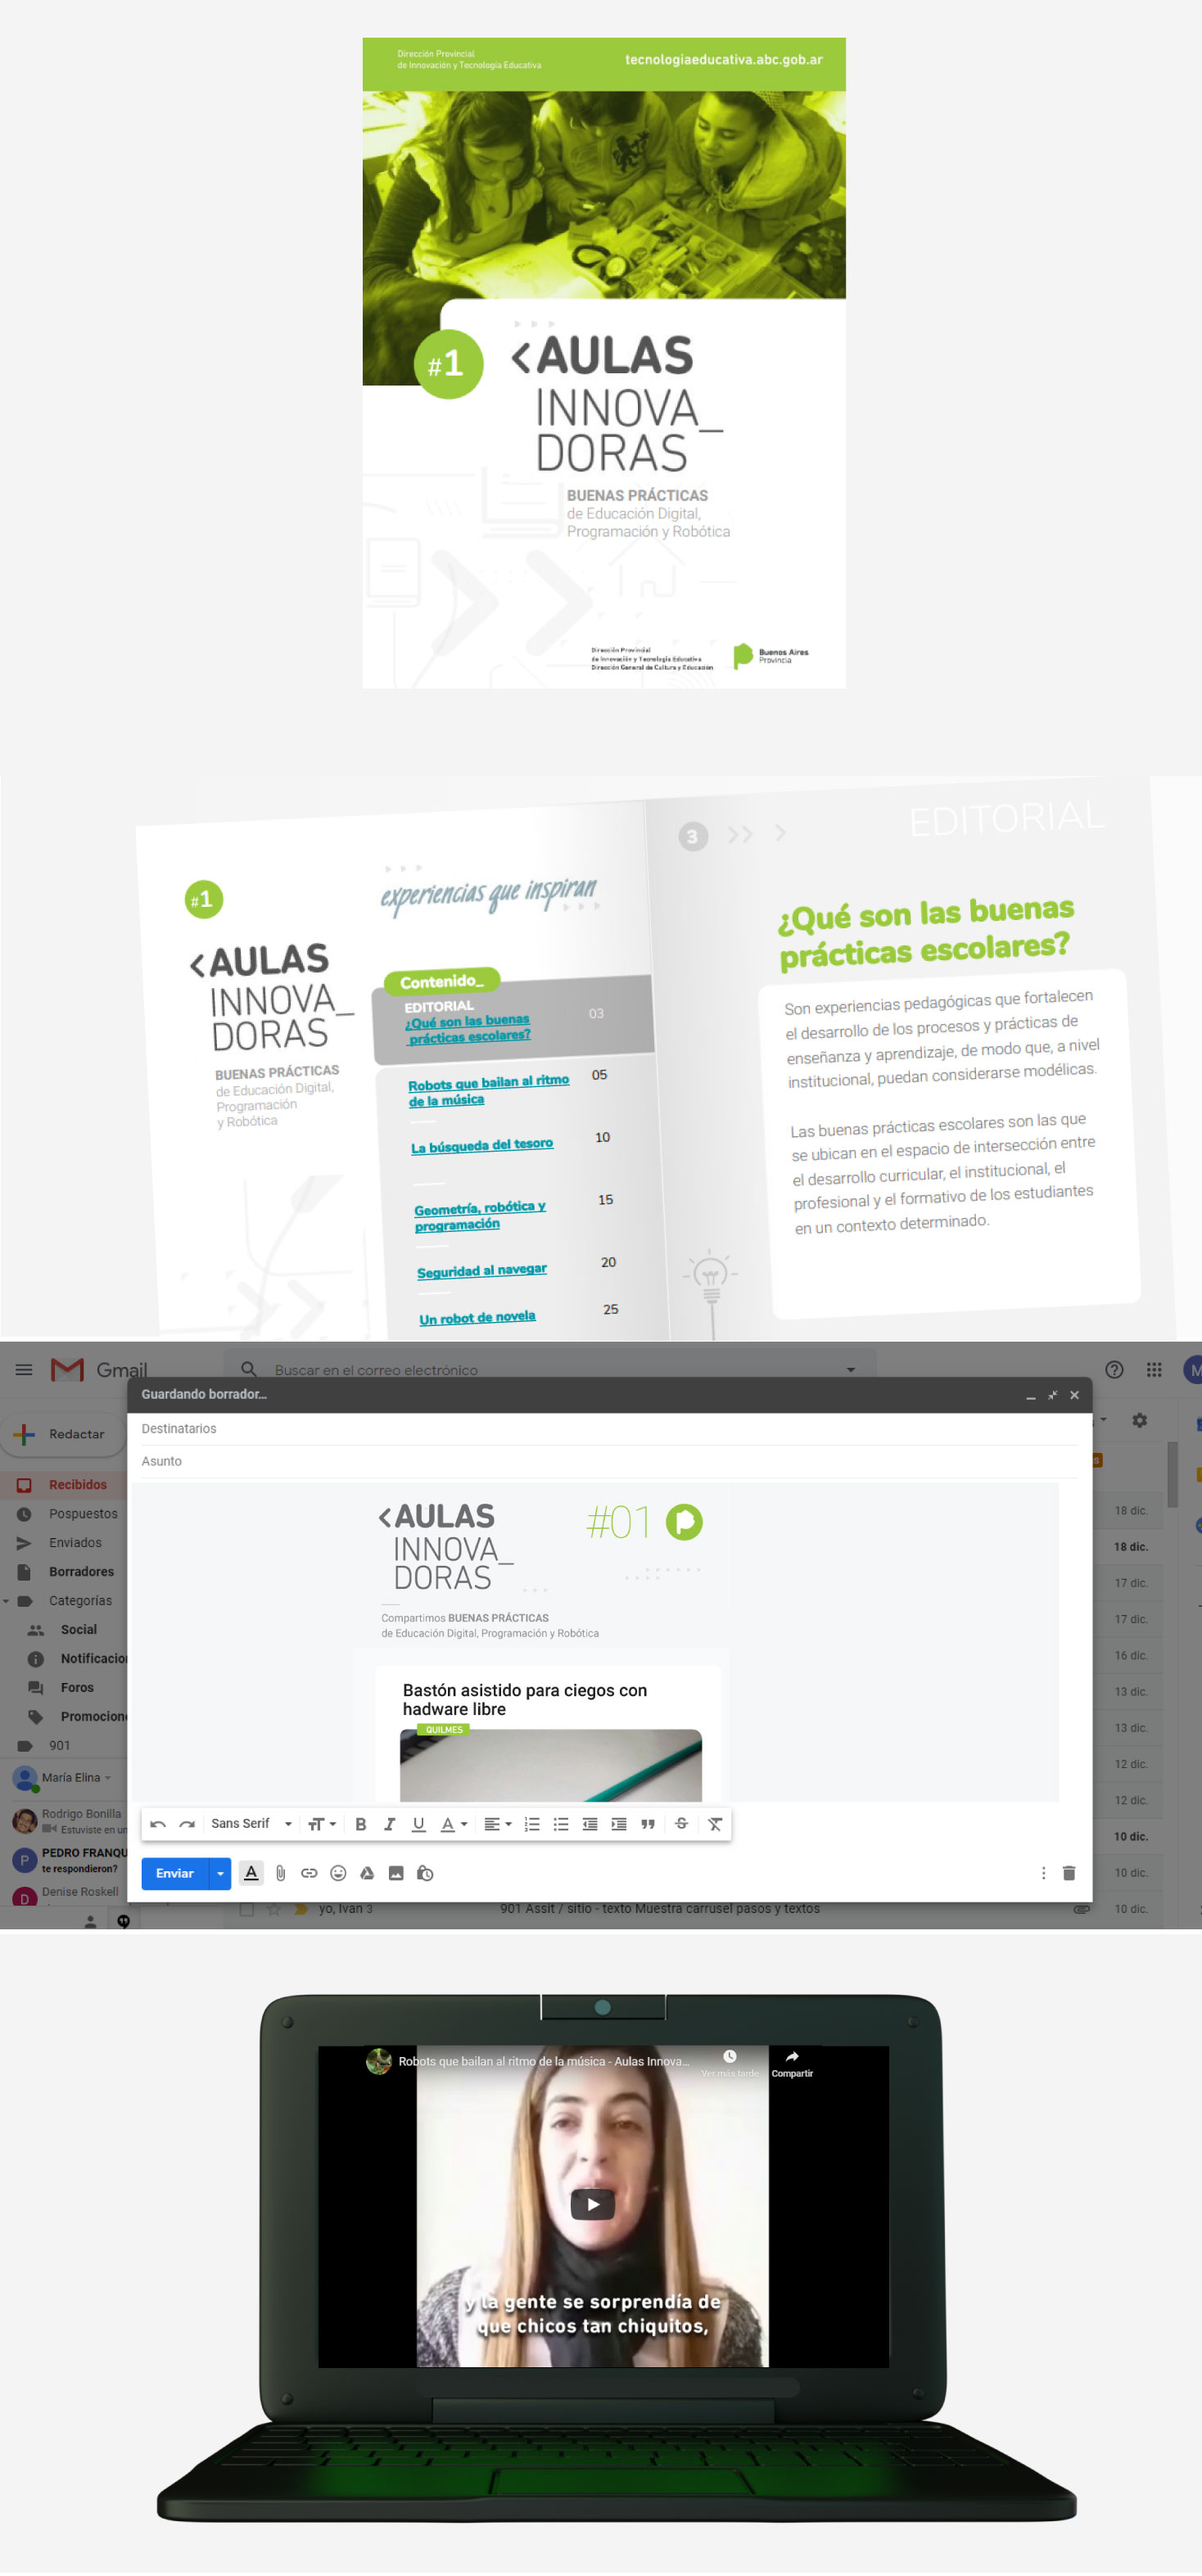 Dirección Provincial
de Innovación y Tecnología Educativa
tecnologiaeducativa.abc.gob.ar
#1
<AULAS
INNOVA_
DORAS
BUENAS PRÁCTICAS
de Educación Digital,
Programación y Robótica
Dirección Provincial
de Innovación y Tecnología Educativa
Dirección General de Cultura y Educación
Buenos Aires
Provincia
#1
<AULAS
INNOVA_
DORAS
BUENAS PRÁCTICAS
de Educación Digital,
Programación
y Robótica
experiencias que inspiran
Contenido_
EDITORIAL
¿Qué son las buenas
prácticas escolares?
03
Robots que bailan al ritmo
de la música
05
La búsqueda del tesoro
10
Geometría, robótica y
programación
15
Seguridad al navegar
20
Un robot de novela
25
3
EDITORIAL
¿Qué son las buenas
prácticas escolares?
Son experiencias pedagógicas que fortalecen
el desarrollo de los procesos y prácticas de
enseñanza y aprendizaje, de modo que, a nivel
institucional, puedan considerarse modélicas.
Las buenas prácticas escolares son las que
se ubican en el espacio de intersección entre
el desarrollo curricular, el institucional, el
profesional y el formativo de los estudiantes
en un contexto determinado.
Gmail
Buscar en el correo electrónico
M
Redactar
Recibidos
Pospuestos
Enviados
Borradores
Categorías
Social
Notificacio
Foros
Promocion
901
María Elina
Rodrigo Bonilla
Estuviste en un
P
PEDRO FRANQU
te respondieron?
D
Denise Roskell
Guardando borrador...
Destinatarios
Asunto
<AULAS
INNOVA_
DORAS
#01
Compartimos BUENAS PRÁCTICAS
de Educación Digital, Programación y Robótica
Bastón asistido para ciegos con
hadware libre
QUILMES
Sans Serif
Enviar
18 dic.
18 dic.
17 dic.
17 dic.
16 dic.
13 dic.
13 dic.
12 dic.
12 dic.
10 dic.
10 dic.
yo, Ivan 3
901 Assit / sitio - texto Muestra carrusel pasos y textos
10 dic.
Robots que bailan al ritmo de la música - Aulas Innova...
Ver más tarde
Compartir
y la gente se sorprendía de
que chicos tan chiquitos,